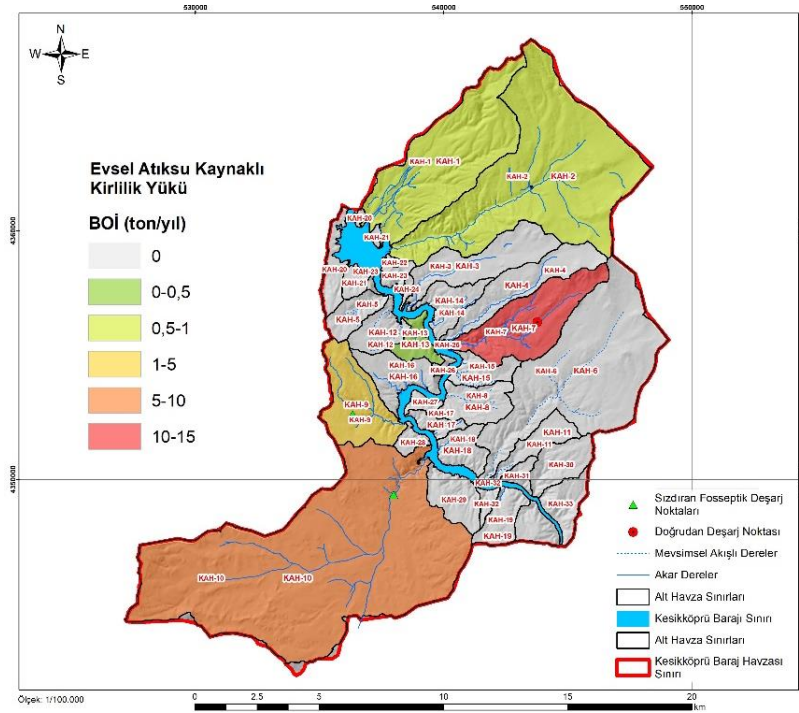 530000
540000
550000
N
W E
S
4360000
4350000
Evsel Atıksu Kaynaklı
Kirlilik Yükü
BOİ (ton/yıl)
0
0-0,5
0,5-1
1-5
5-10
10-15
KAH-1 KAH-1
KAH-2 KAH-2
KAH-20
KAH-21
KAH-22
KAH-3 KAH-3
KAH-20
KAH-23
KAH-23
KAH-4
KAH-21
KAH-24
KAH-4
KAH-5
KAH-14
KAH-14
KAH-5
KAH-12
KAH-13
KAH-7
KAH-7
KAH-12
KAH-13
KAH-25
KAH-15
KAH-16
KAH-26
KAH-15
KAH-6
KAH-6
KAH-16
KAH-8
KAH-9
KAH-27
KAH-8
KAH-9
KAH-17
KAH-17
KAH-28
KAH-18
KAH-18
KAH-11
KAH-11
KAH-30
KAH-31
KAH-32
KAH-29
KAH-32
KAH-33
KAH-19
KAH-19
KAH-10
KAH-10
Sızdıran Fosseptik Deşarj
Noktaları
Doğrudan Deşarj Noktası
Mevsimsel Akışlı Dereler
Akar Dereler
Alt Havza Sınırları
Kesikköprü Barajı Sınırı
Alt Havza Sınırları
Kesikköprü Baraj Havzası
Sınırı
Ölçek: 1/100.000
0 2.5 5 10 15 20
km